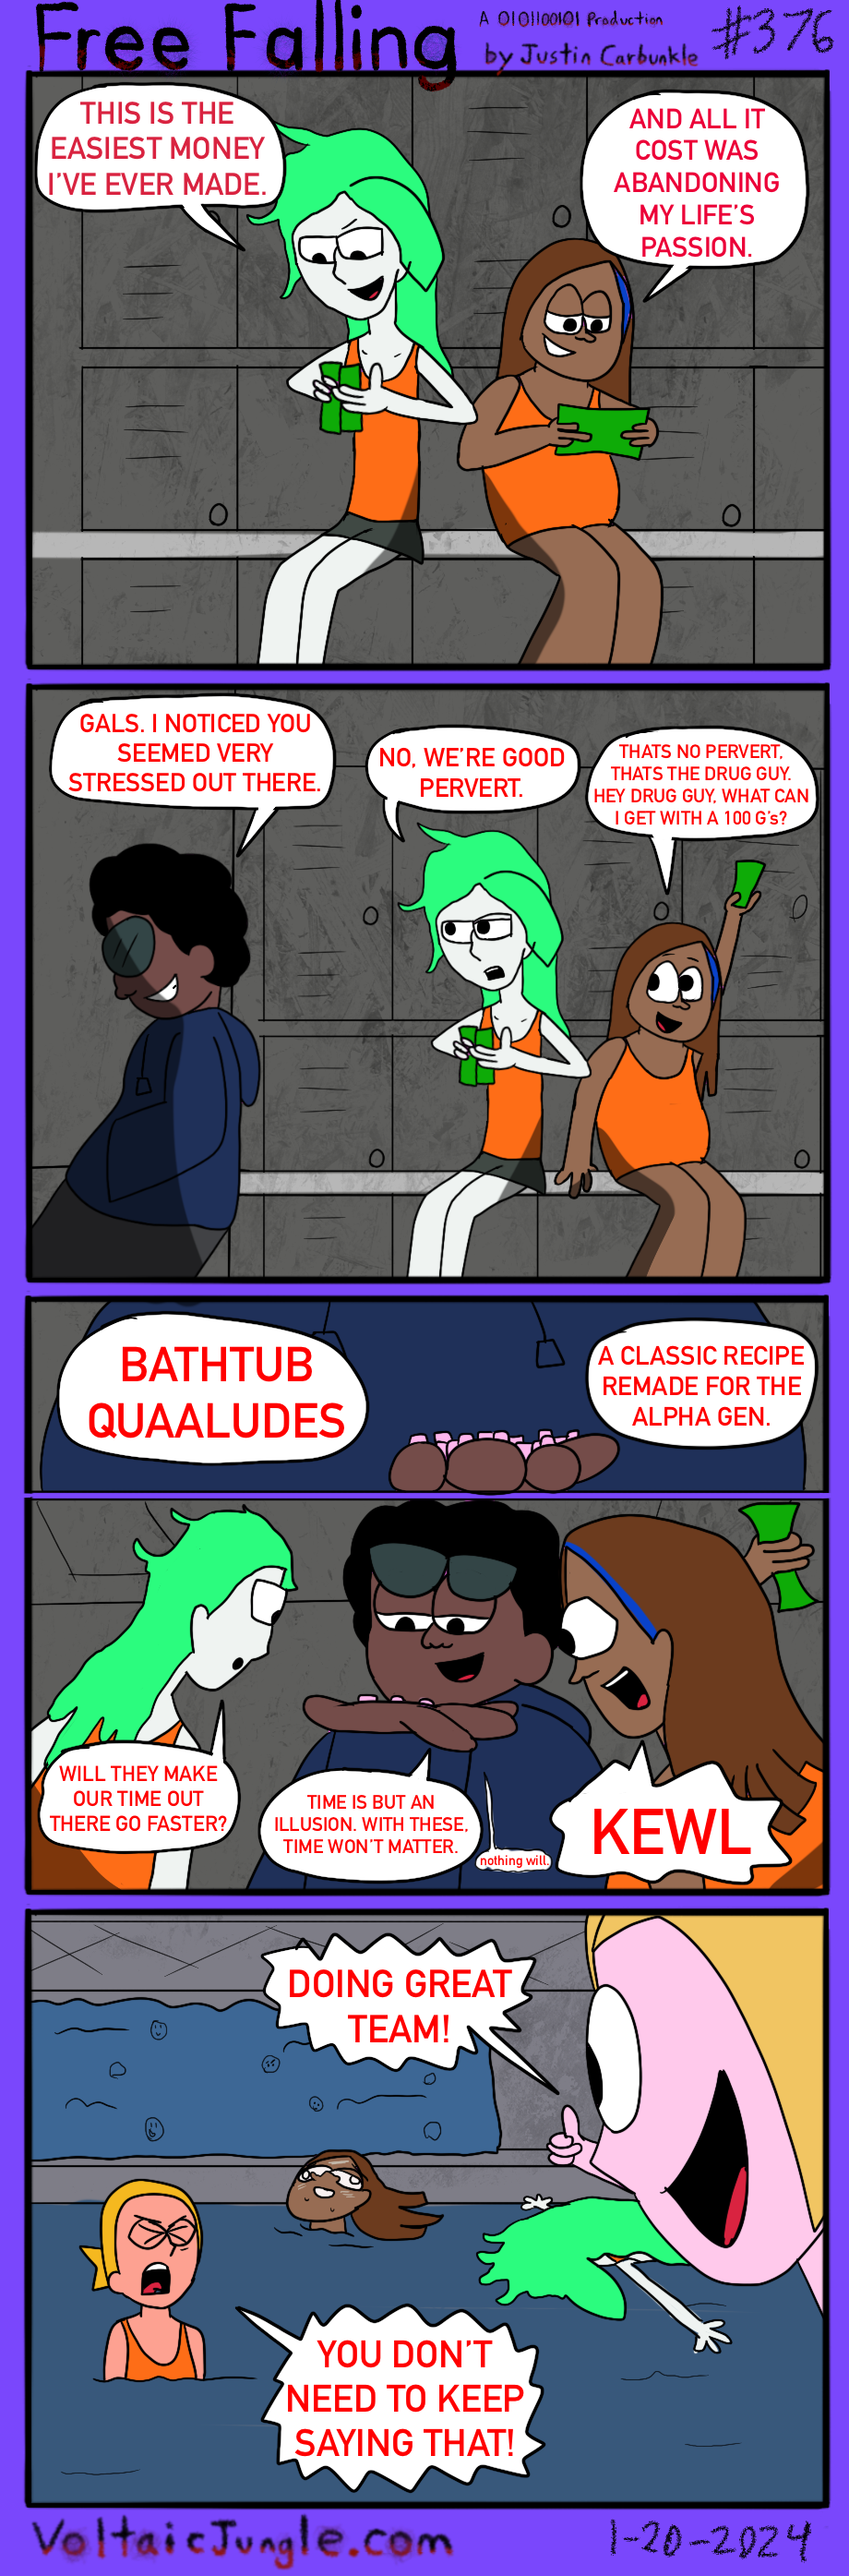 Free Falling
A 0101100101 Production
by Justin Carbunkle
#376
THIS IS THE
EASIEST MONEY
I'VE EVER MADE.
AND ALL IT
COST WAS
ABANDONING
MY LIFE'S
PASSION.
GALS. I NOTICED YOU
SEEMED VERY
STRESSED OUT THERE.
NO, WE'RE GOOD
PERVERT.
THATS NO PERVERT,
THATS THE DRUG GUY.
HEY DRUG GUY, WHAT CAN
I GET WITH A 100 G's?
BATHTUB
QUAALUDES
A CLASSIC RECIPE
REMADE FOR THE
ALPHA GEN.
WILL THEY MAKE
OUR TIME OUT
THERE GO FASTER?
TIME IS BUT AN
ILLUSION. WITH THESE,
TIME WON'T MATTER.
nothing will.
KEWL
DOING GREAT
TEAM!
YOU DON'T
NEED TO KEEP
SAYING THAT!
VoltaicJungle.com
1-20-2024